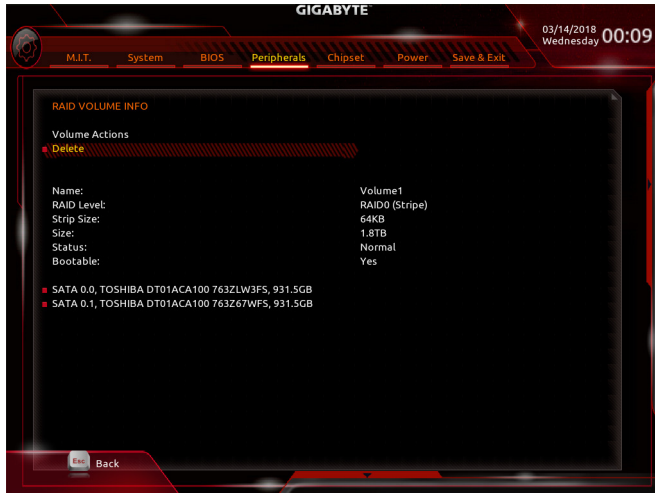 GIGABYTE
03/14/2018
Wednesday 00:09
M.I.T. System BIOS Peripherals Chipset Power Save & Exit
RAID VOLUME INFO
Volume Actions
Delete
Name: Volume1
RAID Level: RAID0 (Stripe)
Strip Size: 64KB
Size: 1.8TB
Status: Normal
Bootable: Yes
SATA 0.0, TOSHIBA DT01ACA100 763ZLW3FS, 931.5GB
SATA 0.1, TOSHIBA DT01ACA100 763Z67WFS, 931.5GB
Esc Back